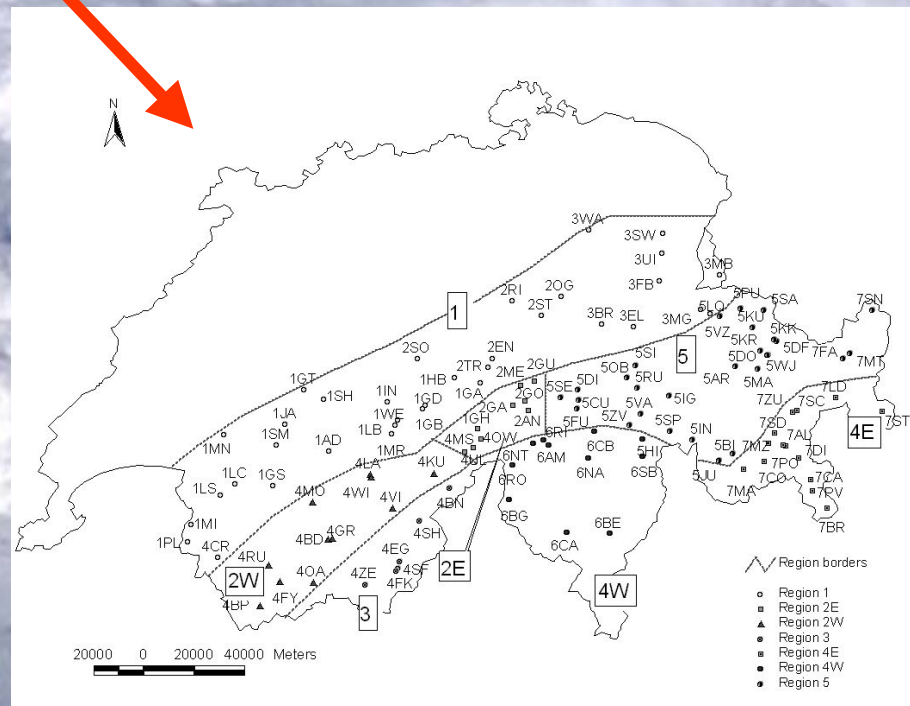 N
3WA
3SW
3UI
3MB
3FB
2OG
2RI
5PU
5SA
7SN
2ST
5LQ
1
3MG
5KU
3BR
3EL
5VZ
5KR
5KK
5DF
2SO
2EN
5SI
5
5DO
5WJ
7FA
7MT
2TR
2ME
2GU
5OB
5AR
5MA
1GT
1HB
1GA
2GO
5SE
5DI
5RU
7LD
1SH
1IN
1GD
2GA
5CU
5IG
7ZU
7SC
1JA
1WE
1GB
2AN
5FU
5VA
7ST
1MN
1SM
1LB
1GH
5ZV
5SP
7SD
4E
1AD
1MR
4MS
4OW
6RI
6AM
6CB
5IN
7MZ
7AL
4UL
5HI
5BI
7DI
1LC
1GS
4LA
4KU
6NT
6NA
6SB
5JU
7PO
1LS
4MO
4WI
6RO
7CO
7CA
7MA
7PV
4VI
4BN
6BG
1MI
4GR
4SH
6BE
7BR
1PL
4BD
6CA
4CR
4RU
4EG
2E
Region borders
2W
4OA
4ZE
4SF
4FK
4W
4FY
4BP
3
Region 1
Region 2E
Region 2W
Region 3
Region 4E
Region 4W
Region 5
20000 0 20000 40000 Meters